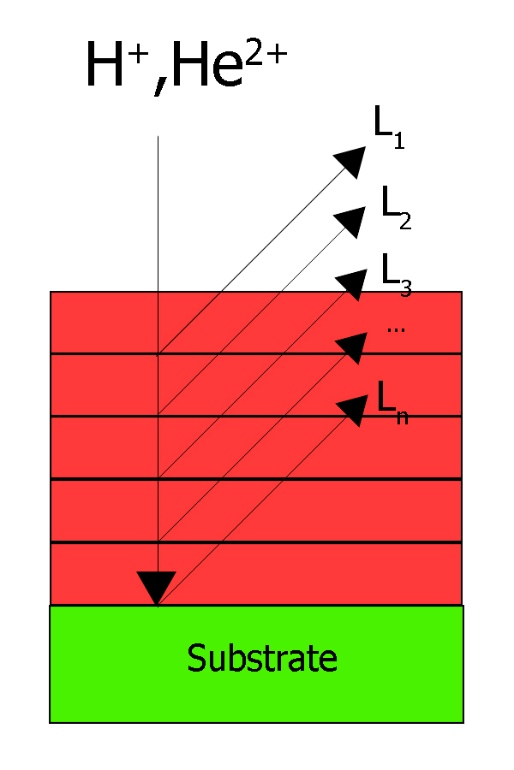 H⁺,He²⁺
L₁
L₂
L₃
...
Lₙ
Substrate